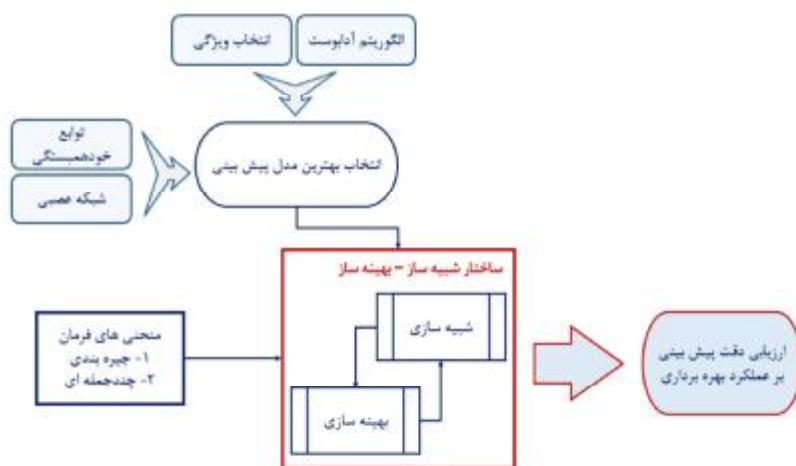 الگوریتم آدابوست
انتخاب ویژگی
توابع
خودهمبستگی
شبکه عصبی
انتخاب بهترین مدل پیش بینی
ساختار شبیه ساز – بهینه ساز
شبیه سازی
بهینه سازی
منحنی های فرمان
۱- جیره بندی
۲- چندجمله ای
ارزیابی دقت پیش بینی
بر عملکرد بهره برداری